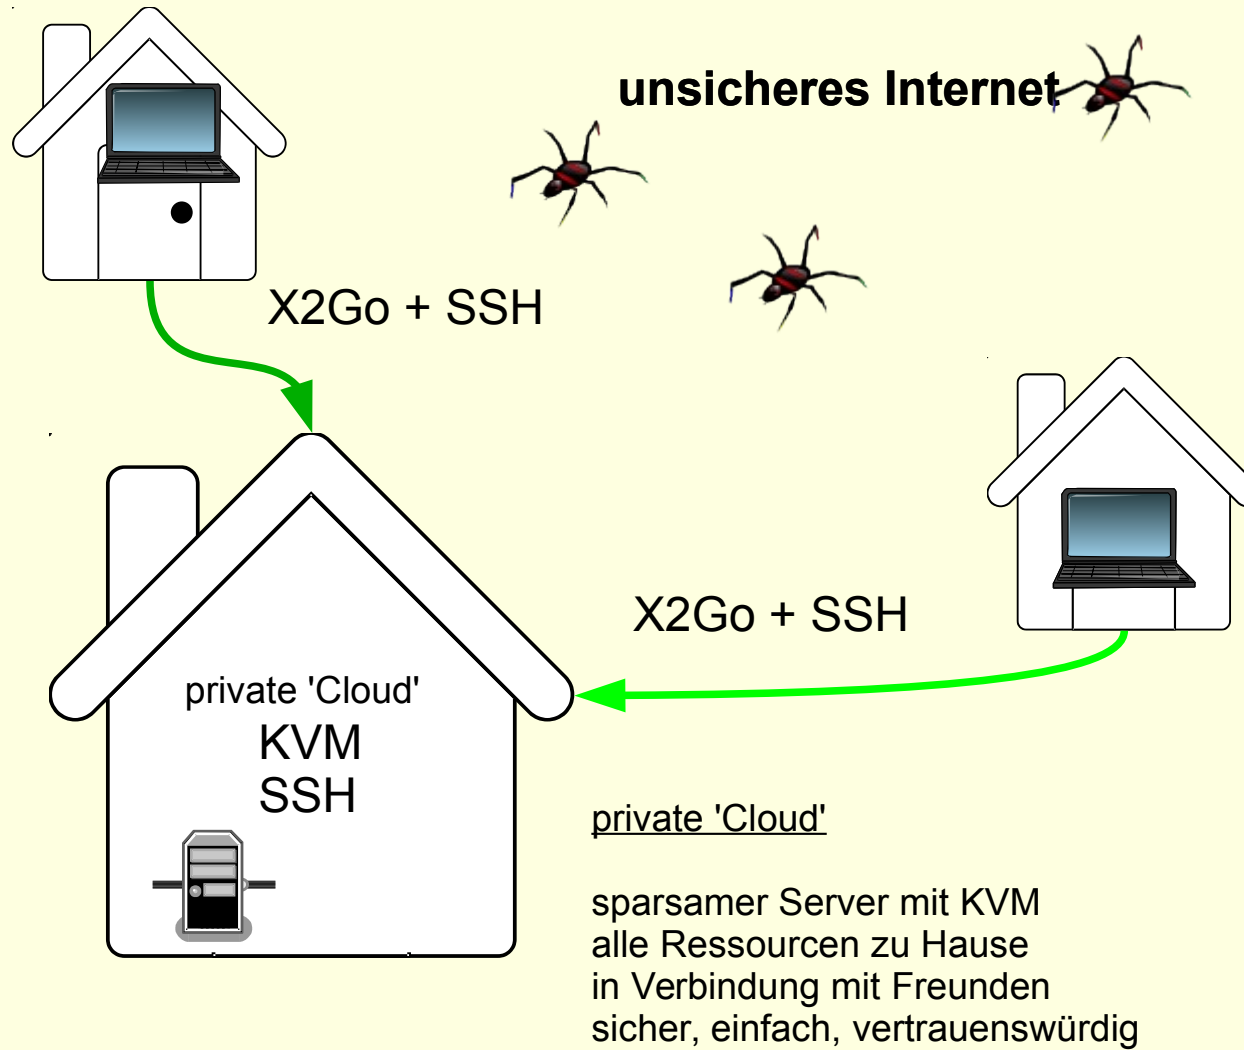 unsicheres Internet
X2Go + SSH
X2Go + SSH
private 'Cloud'
KVM
SSH
private 'Cloud'
sparsamer Server mit KVM
alle Ressourcen zu Hause
in Verbindung mit Freunden
sicher, einfach, vertrauenswürdig